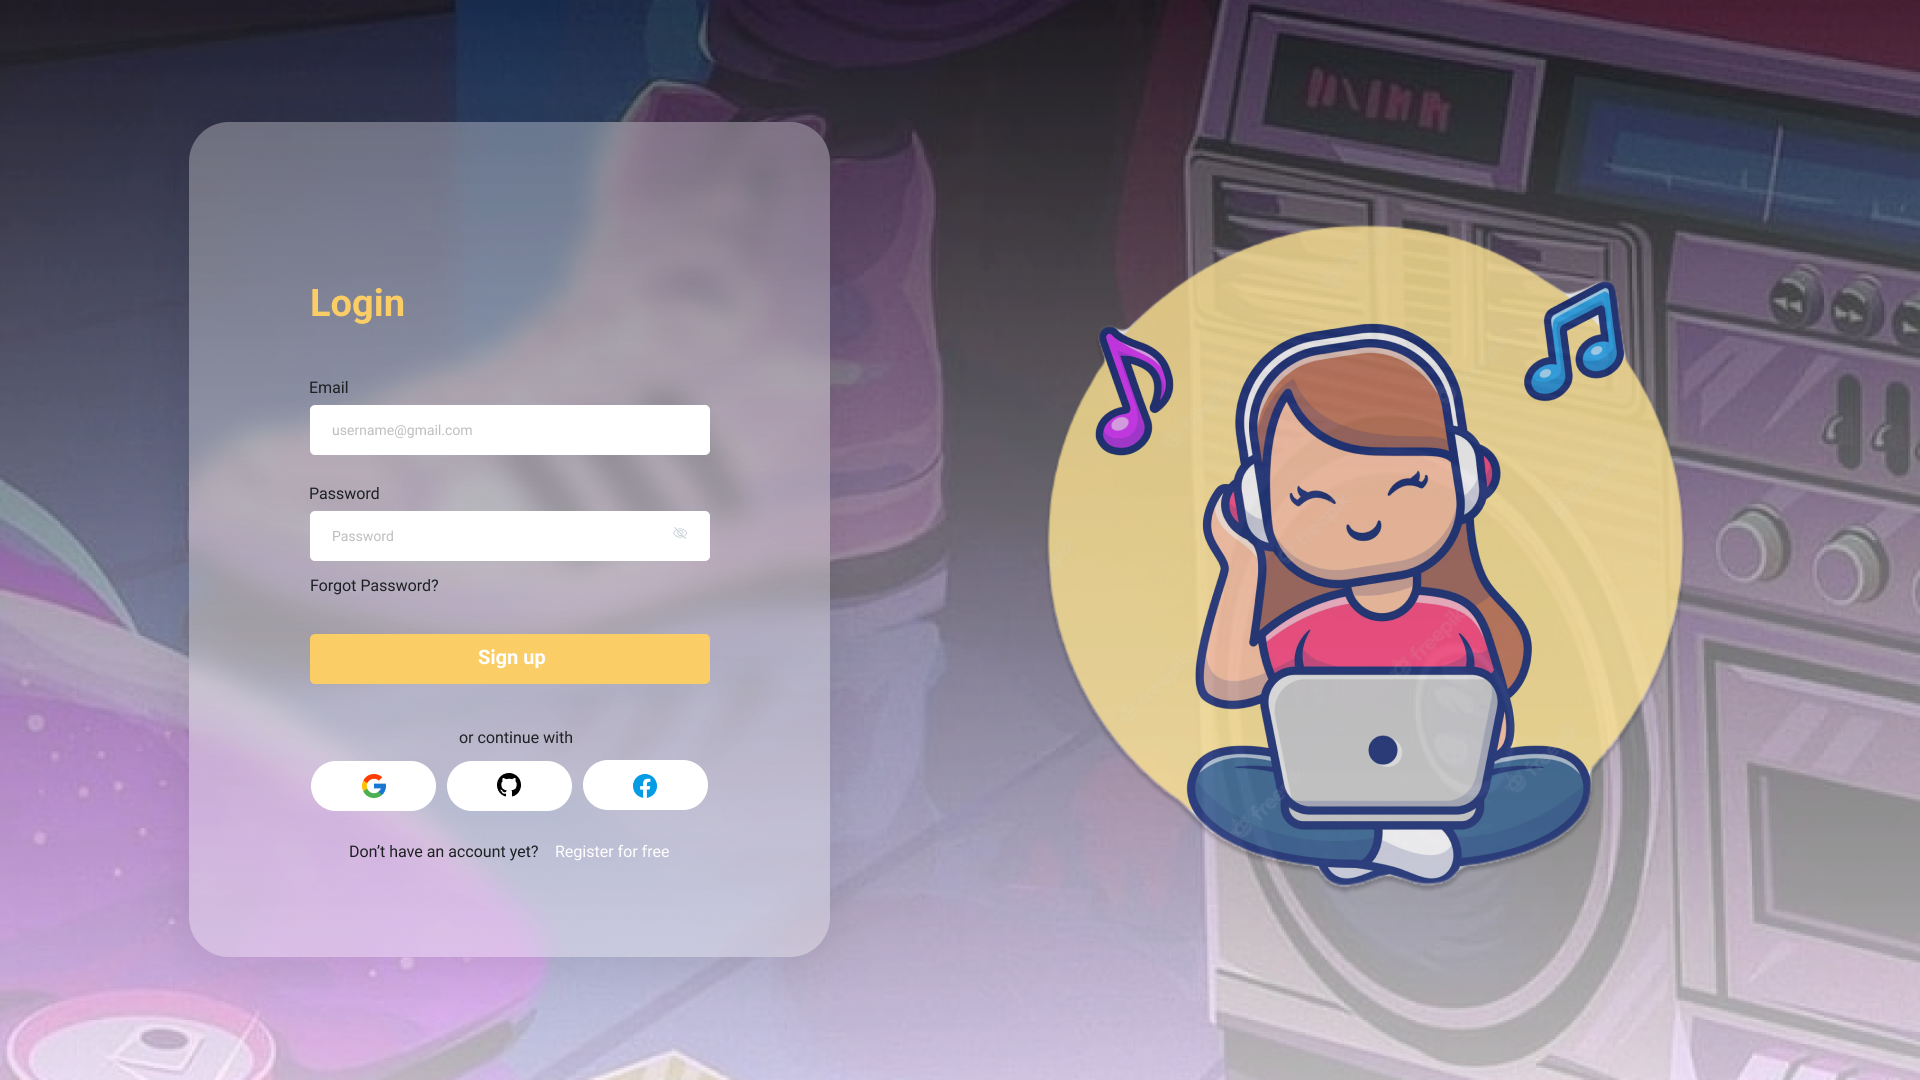 Login
Email
username@gmail.com
Password
Password
Forgot Password?
Sign up
or continue with
Don’t have an account yet? Register for free